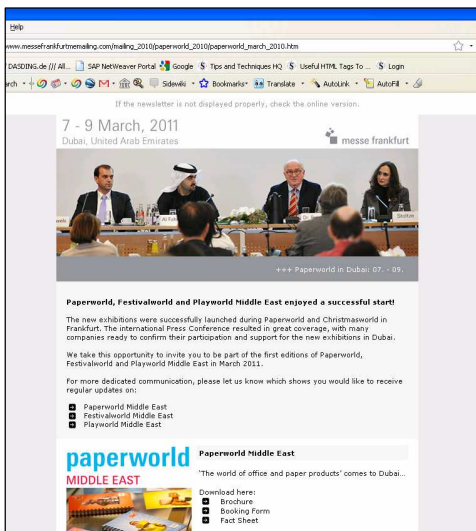 Help
www.messefrankfurtmemailing.com/mailing_2010/paperworld_2010/paperworld_march_2010.htm
DASDING.de /// All... SAP NetWeaver Portal Google Tips and Techniques HQ Useful HTML Tags To ... Login
arch Sidewiki Bookmarks Translate AutoLink AutoFill
If the newsletter is not displayed properly, check the online version.
7 - 9 March, 2011
Dubai, United Arab Emirates
messe frankfurt
+++ Paperworld in Dubai: 07. - 09.
Paperworld, Festivalworld and Playworld Middle East enjoyed a successful start!
The new exhibitions were successfully launched during Paperworld and Christmasworld in
Frankfurt. The international Press Conference resulted in great coverage, with many
companies ready to confirm their participation and support for the new exhibitions in Dubai.
We take this opportunity to invite you to be part of the first editions of Paperworld,
Festivalworld and Playworld Middle East in March 2011.
For more dedicated communication, please let us know which shows you would like to receive
regular updates on:
Paperworld Middle East
Festivalworld Middle East
Playworld Middle East
paperworld
MIDDLE EAST
Paperworld Middle East
'The world of office and paper products' comes to Dubai...
Download here:
Brochure
Booking Form
Fact Sheet